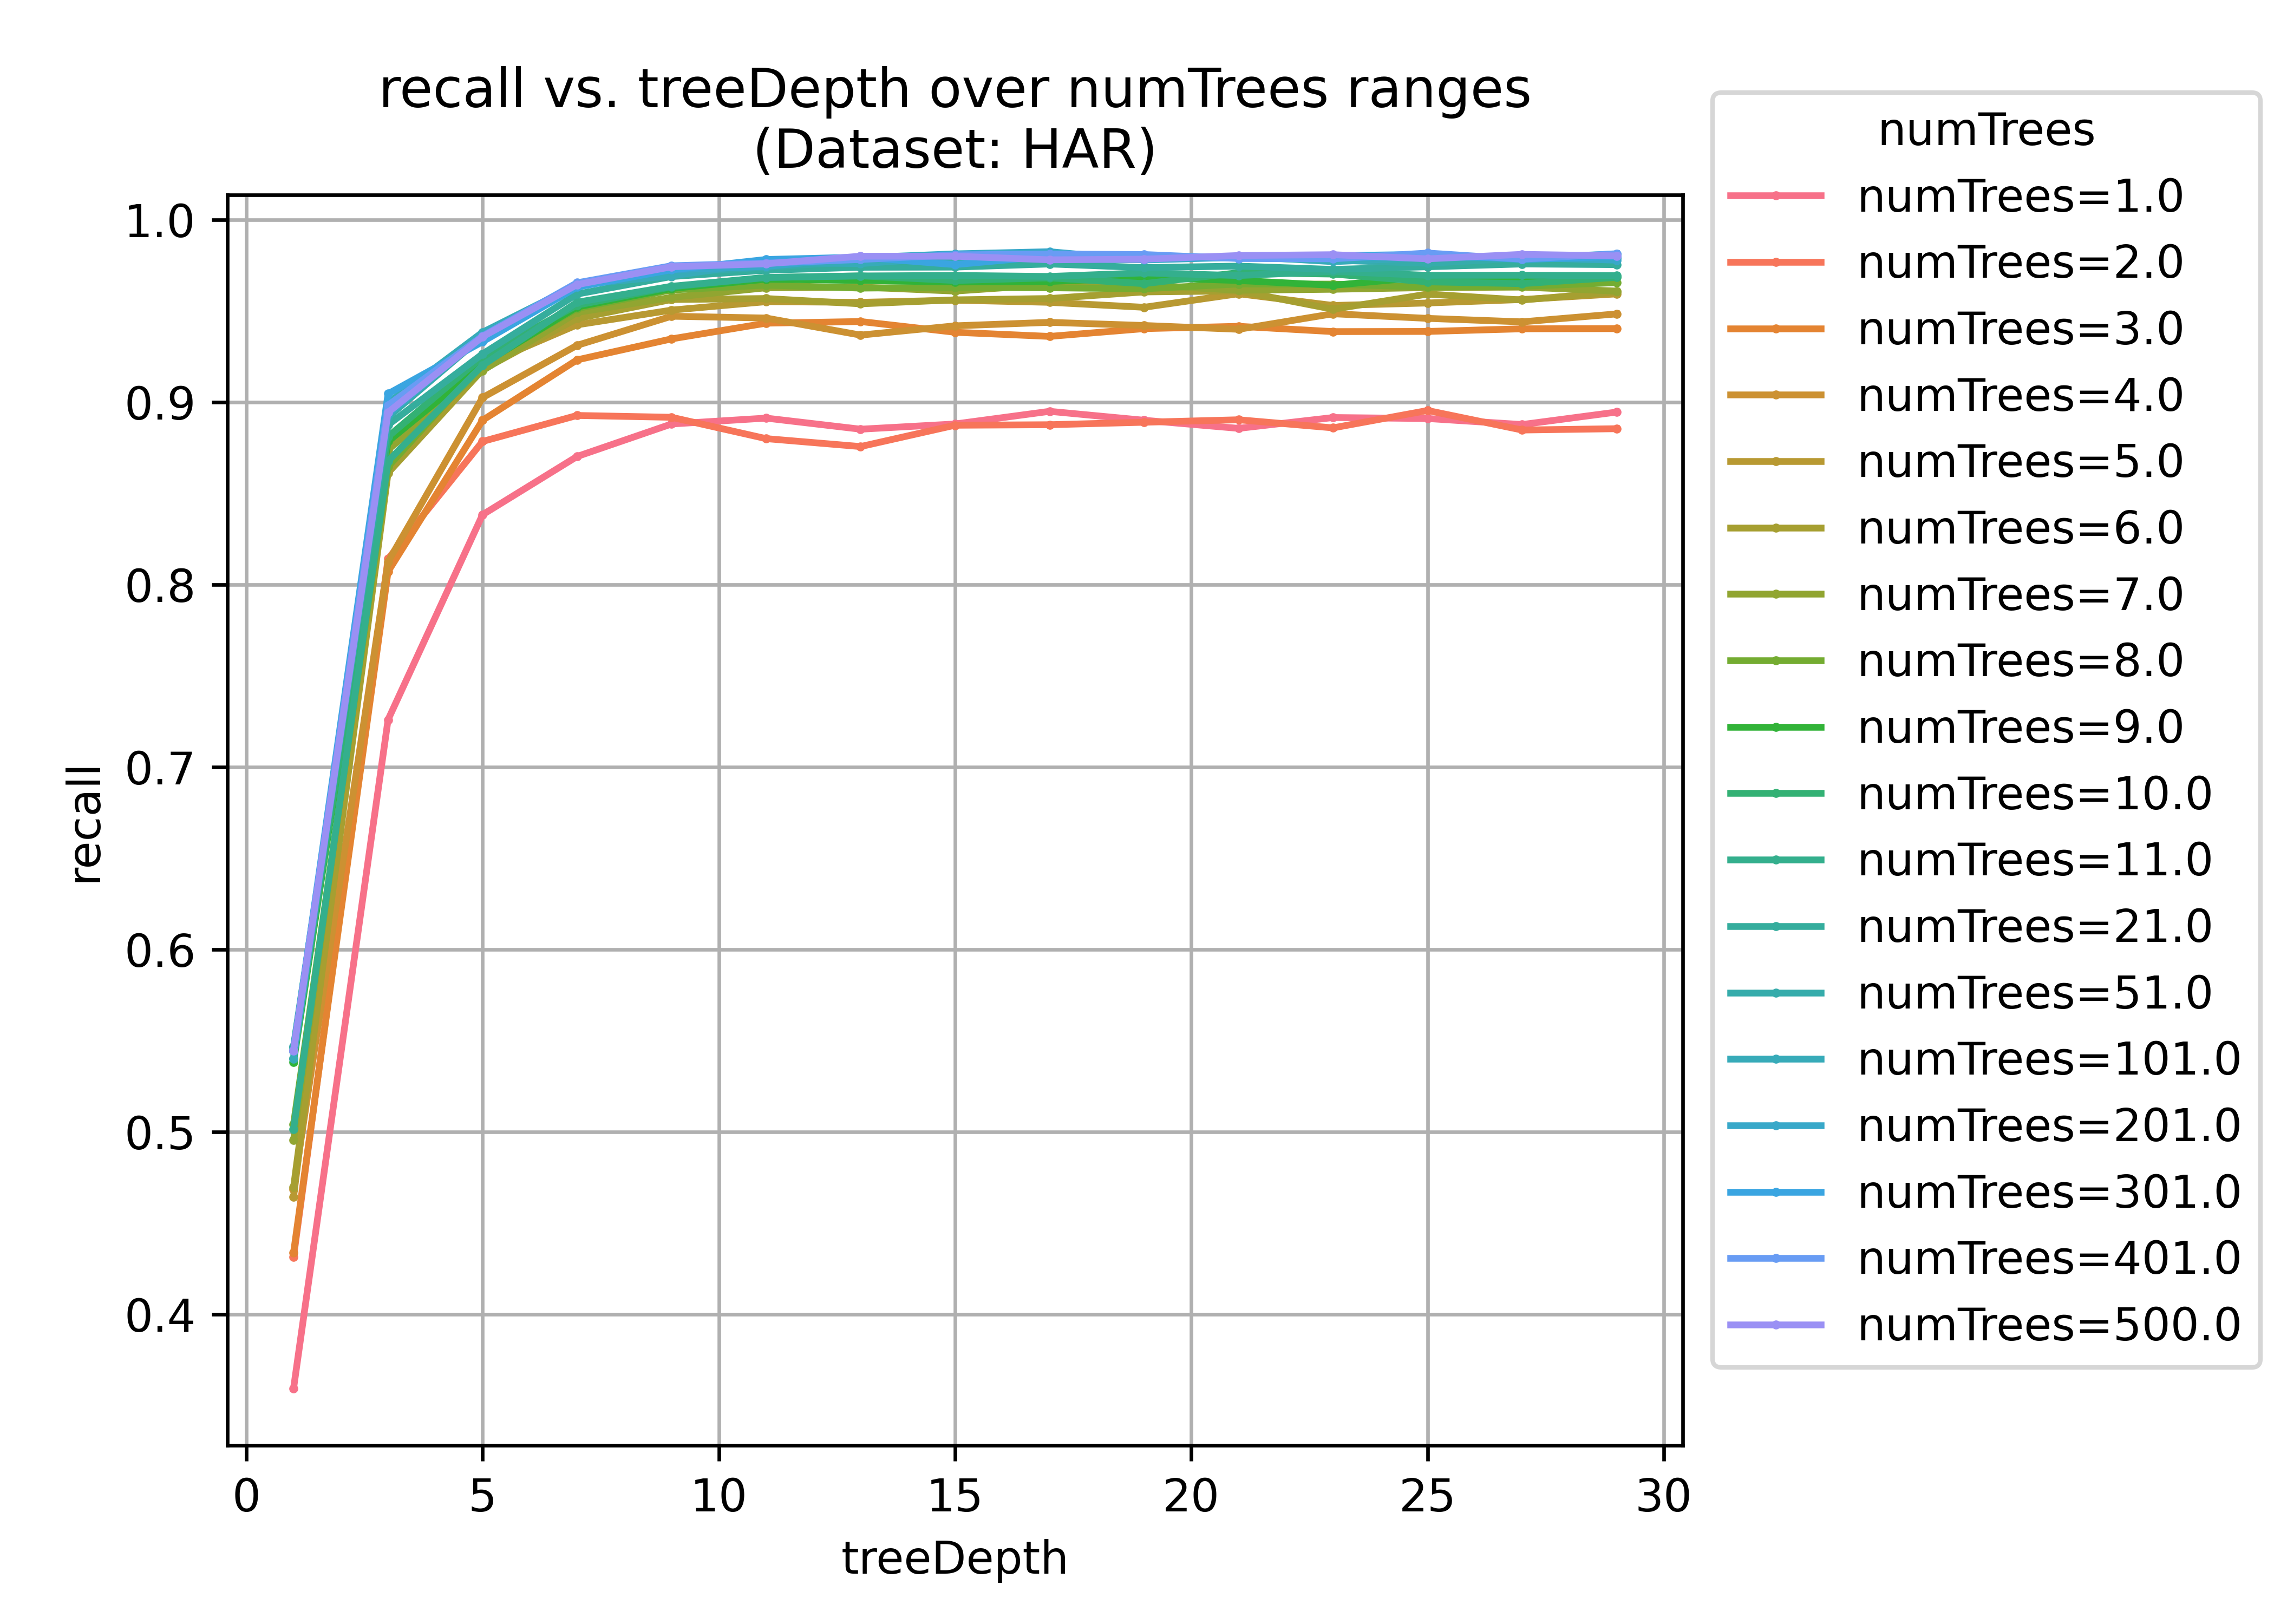 recall vs. treeDepth over numTrees ranges
(Dataset: HAR)
1.0
0.9
0.8
0.7
0.6
0.5
0.4
recall
0 5 10 15 20 25 30
treeDepth
numTrees
numTrees=1.0
numTrees=2.0
numTrees=3.0
numTrees=4.0
numTrees=5.0
numTrees=6.0
numTrees=7.0
numTrees=8.0
numTrees=9.0
numTrees=10.0
numTrees=11.0
numTrees=21.0
numTrees=51.0
numTrees=101.0
numTrees=201.0
numTrees=301.0
numTrees=401.0
numTrees=500.0